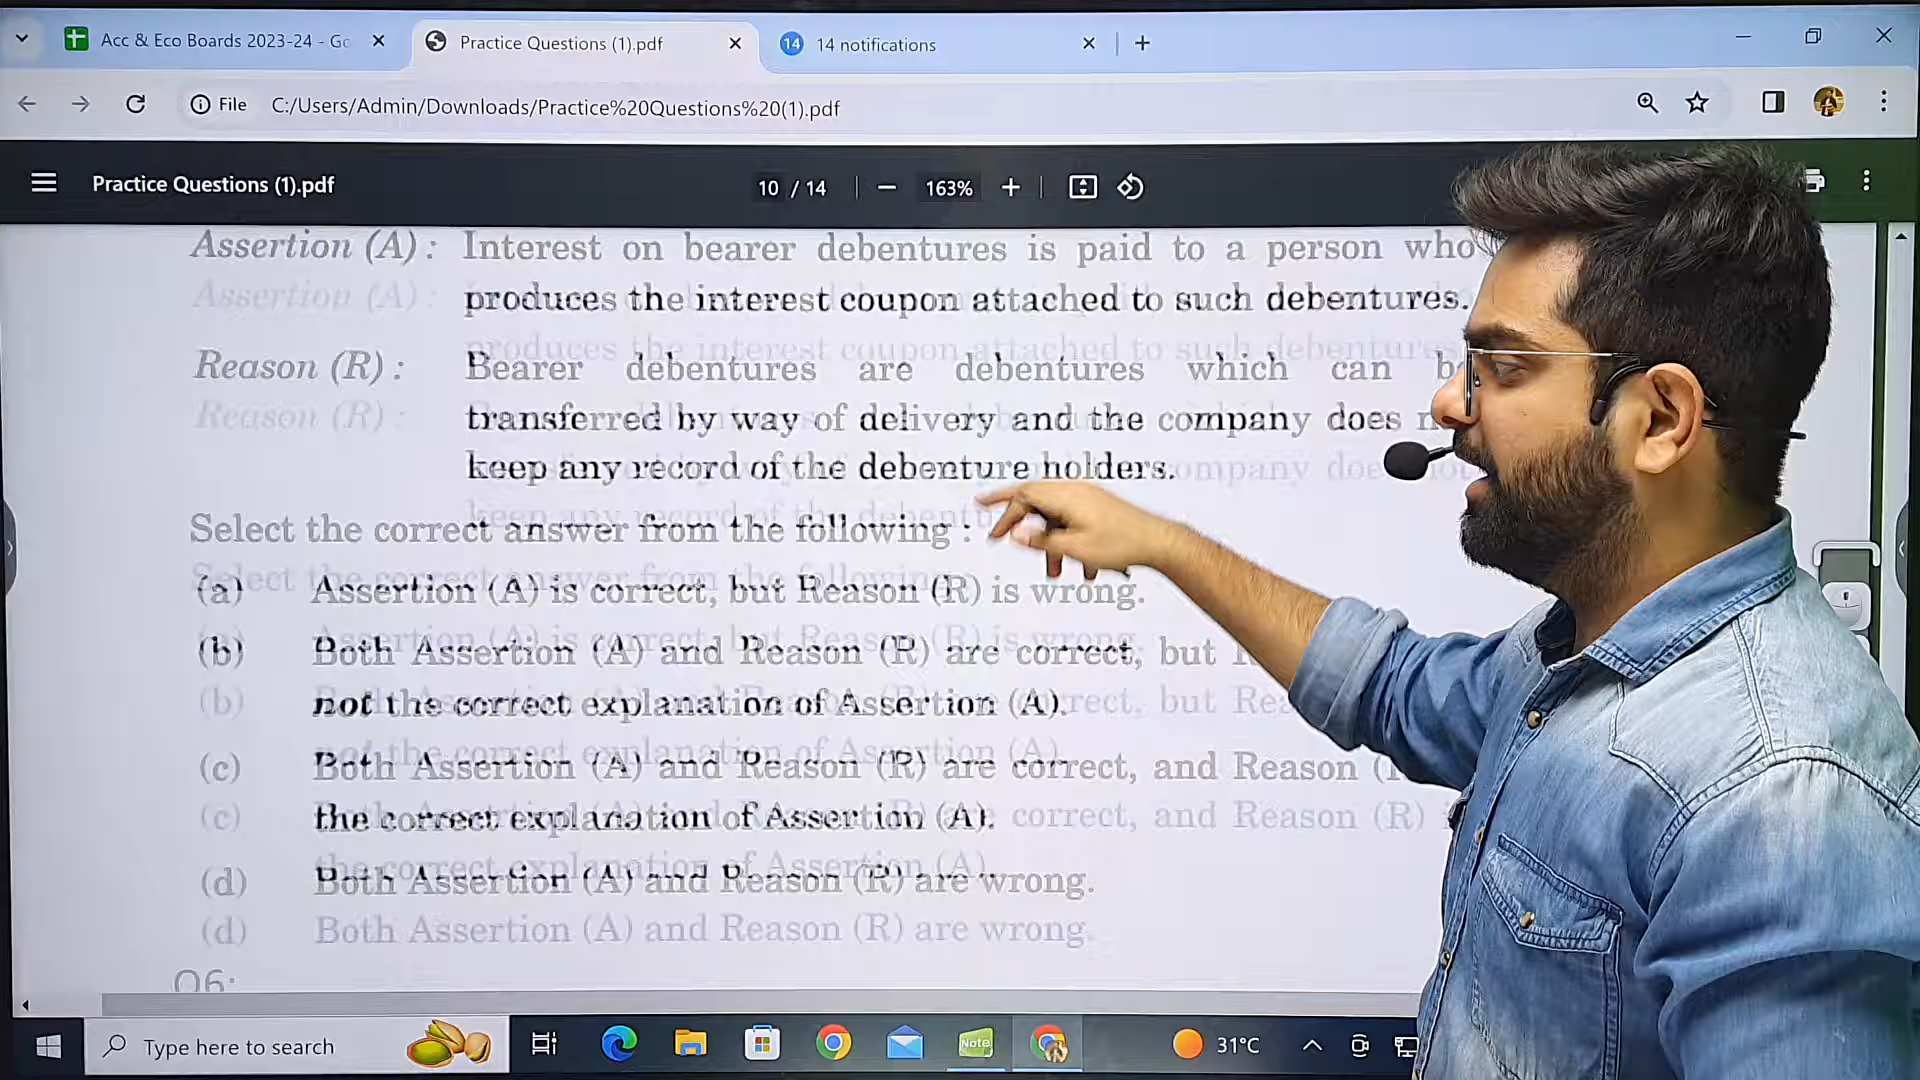 Acc & Eco Boards 2023-24 - Go
Practice Questions (1).pdf
14
14 notifications
File
C:/Users/Admin/Downloads/Practice%20Questions%20(1).pdf
Practice Questions (1).pdf
10 / 14
163%
Assertion (A) : Interest on bearer debentures is paid to a person who
produces the interest coupon attached to such debentures.
Reason (R) : Bearer debentures are debentures which can
transferred by way of delivery and the company does
keep any record of the debenture holders.
Select the correct answer from the following :
(a) Assertion (A) is correct, but Reason (R) is wrong.
(b) Both Assertion (A) and Reason (R) are correct, but
not the correct explanation of Assertion (A).
(c) Both Assertion (A) and Reason (R) are correct, and Reason
the correct explanation of Assertion (A).
(d) Both Assertion (A) and Reason (R) are wrong.
Q6:
Type here to search
Note
31°C